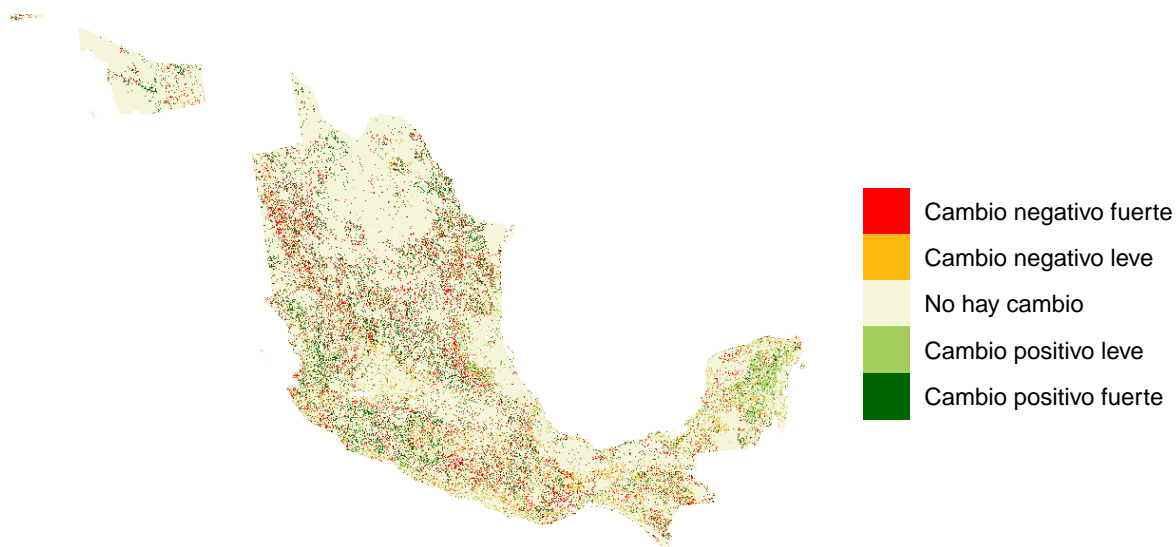 Cambio negativo fuerte
Cambio negativo leve
No hay cambio
Cambio positivo leve
Cambio positivo fuerte